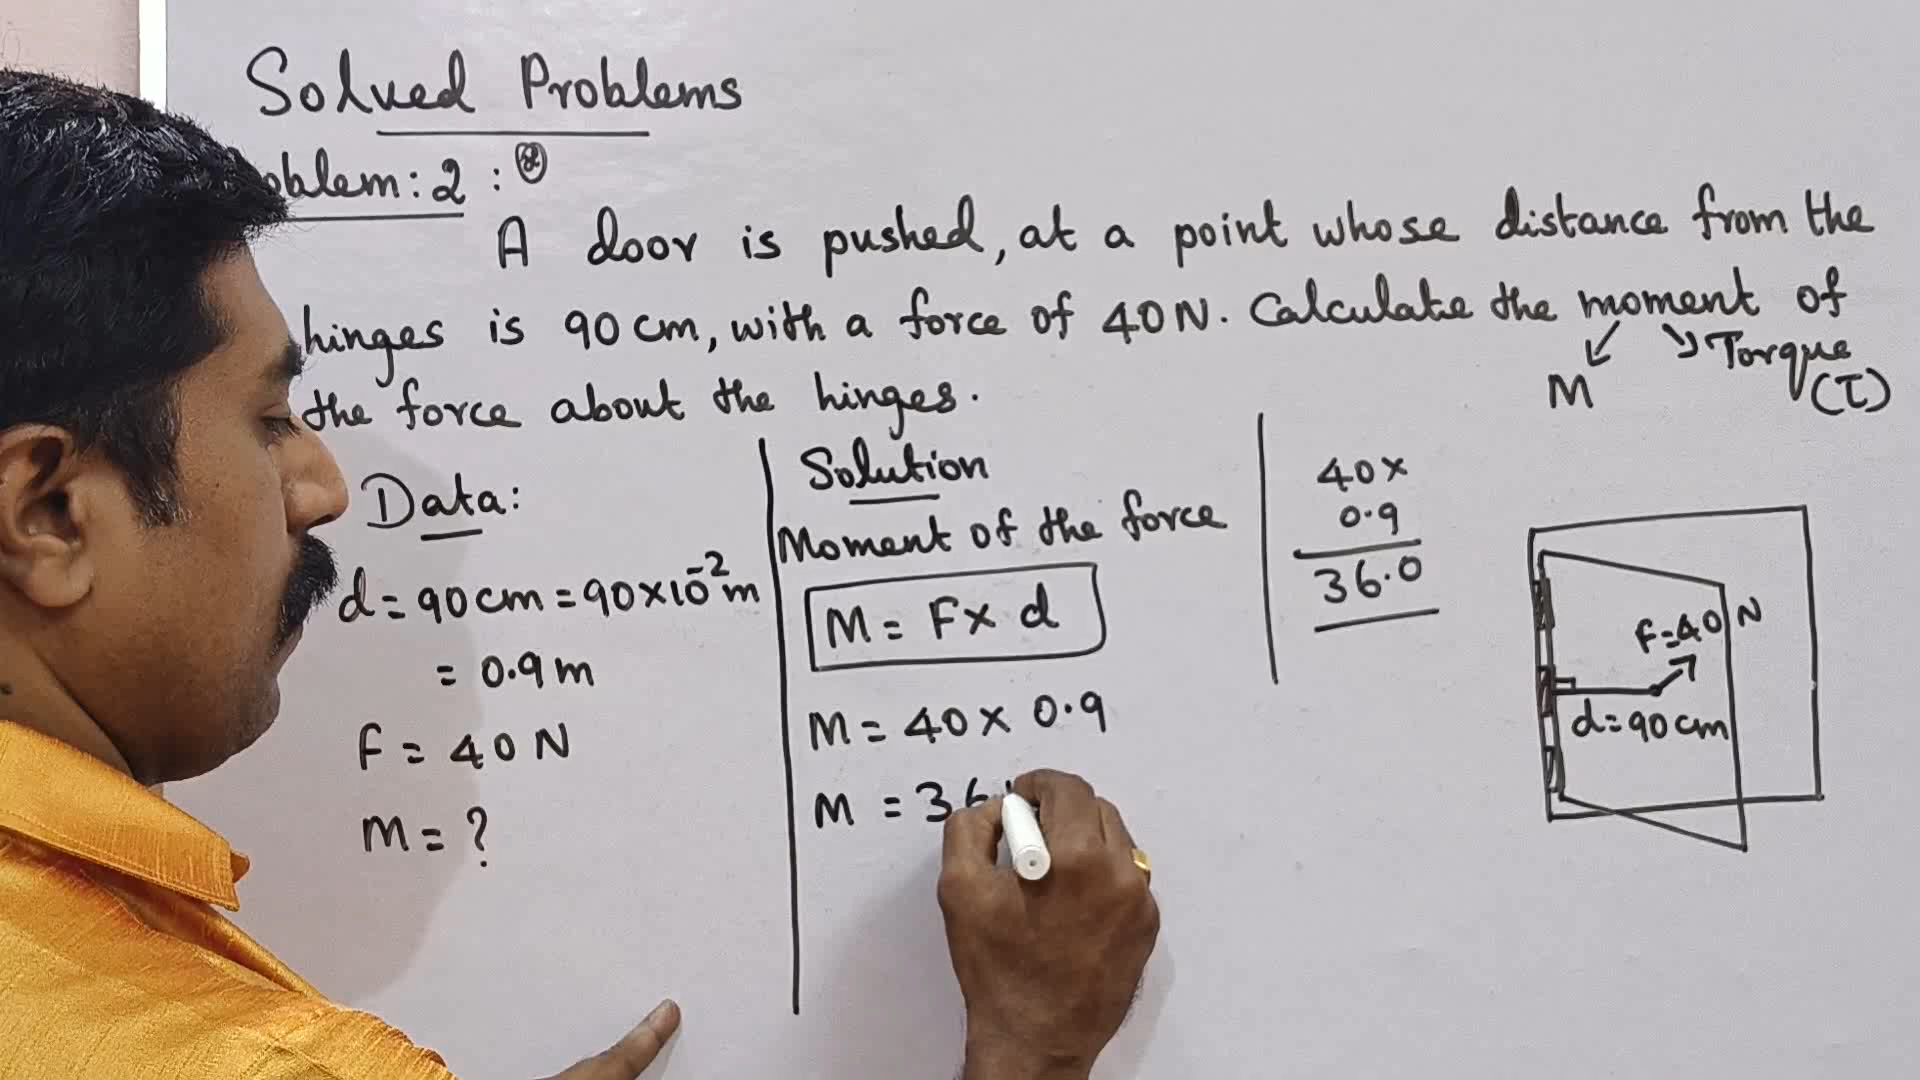 Solved Problems
oblem: 2 :
A door is pushed, at a point whose distance from the
hinges is 90 cm, with a force of 40 N. Calculate the moment of
the force about the hinges.
M
Torque
(τ)
Data:
d = 90 cm = 90 × 10⁻² m
= 0.9 m
F = 40 N
M = ?
Solution
Moment of the force
M = F × d
M = 40 × 0.9
M = 36
40 ×
0.9
36.0
F = 40 N
d = 90 cm